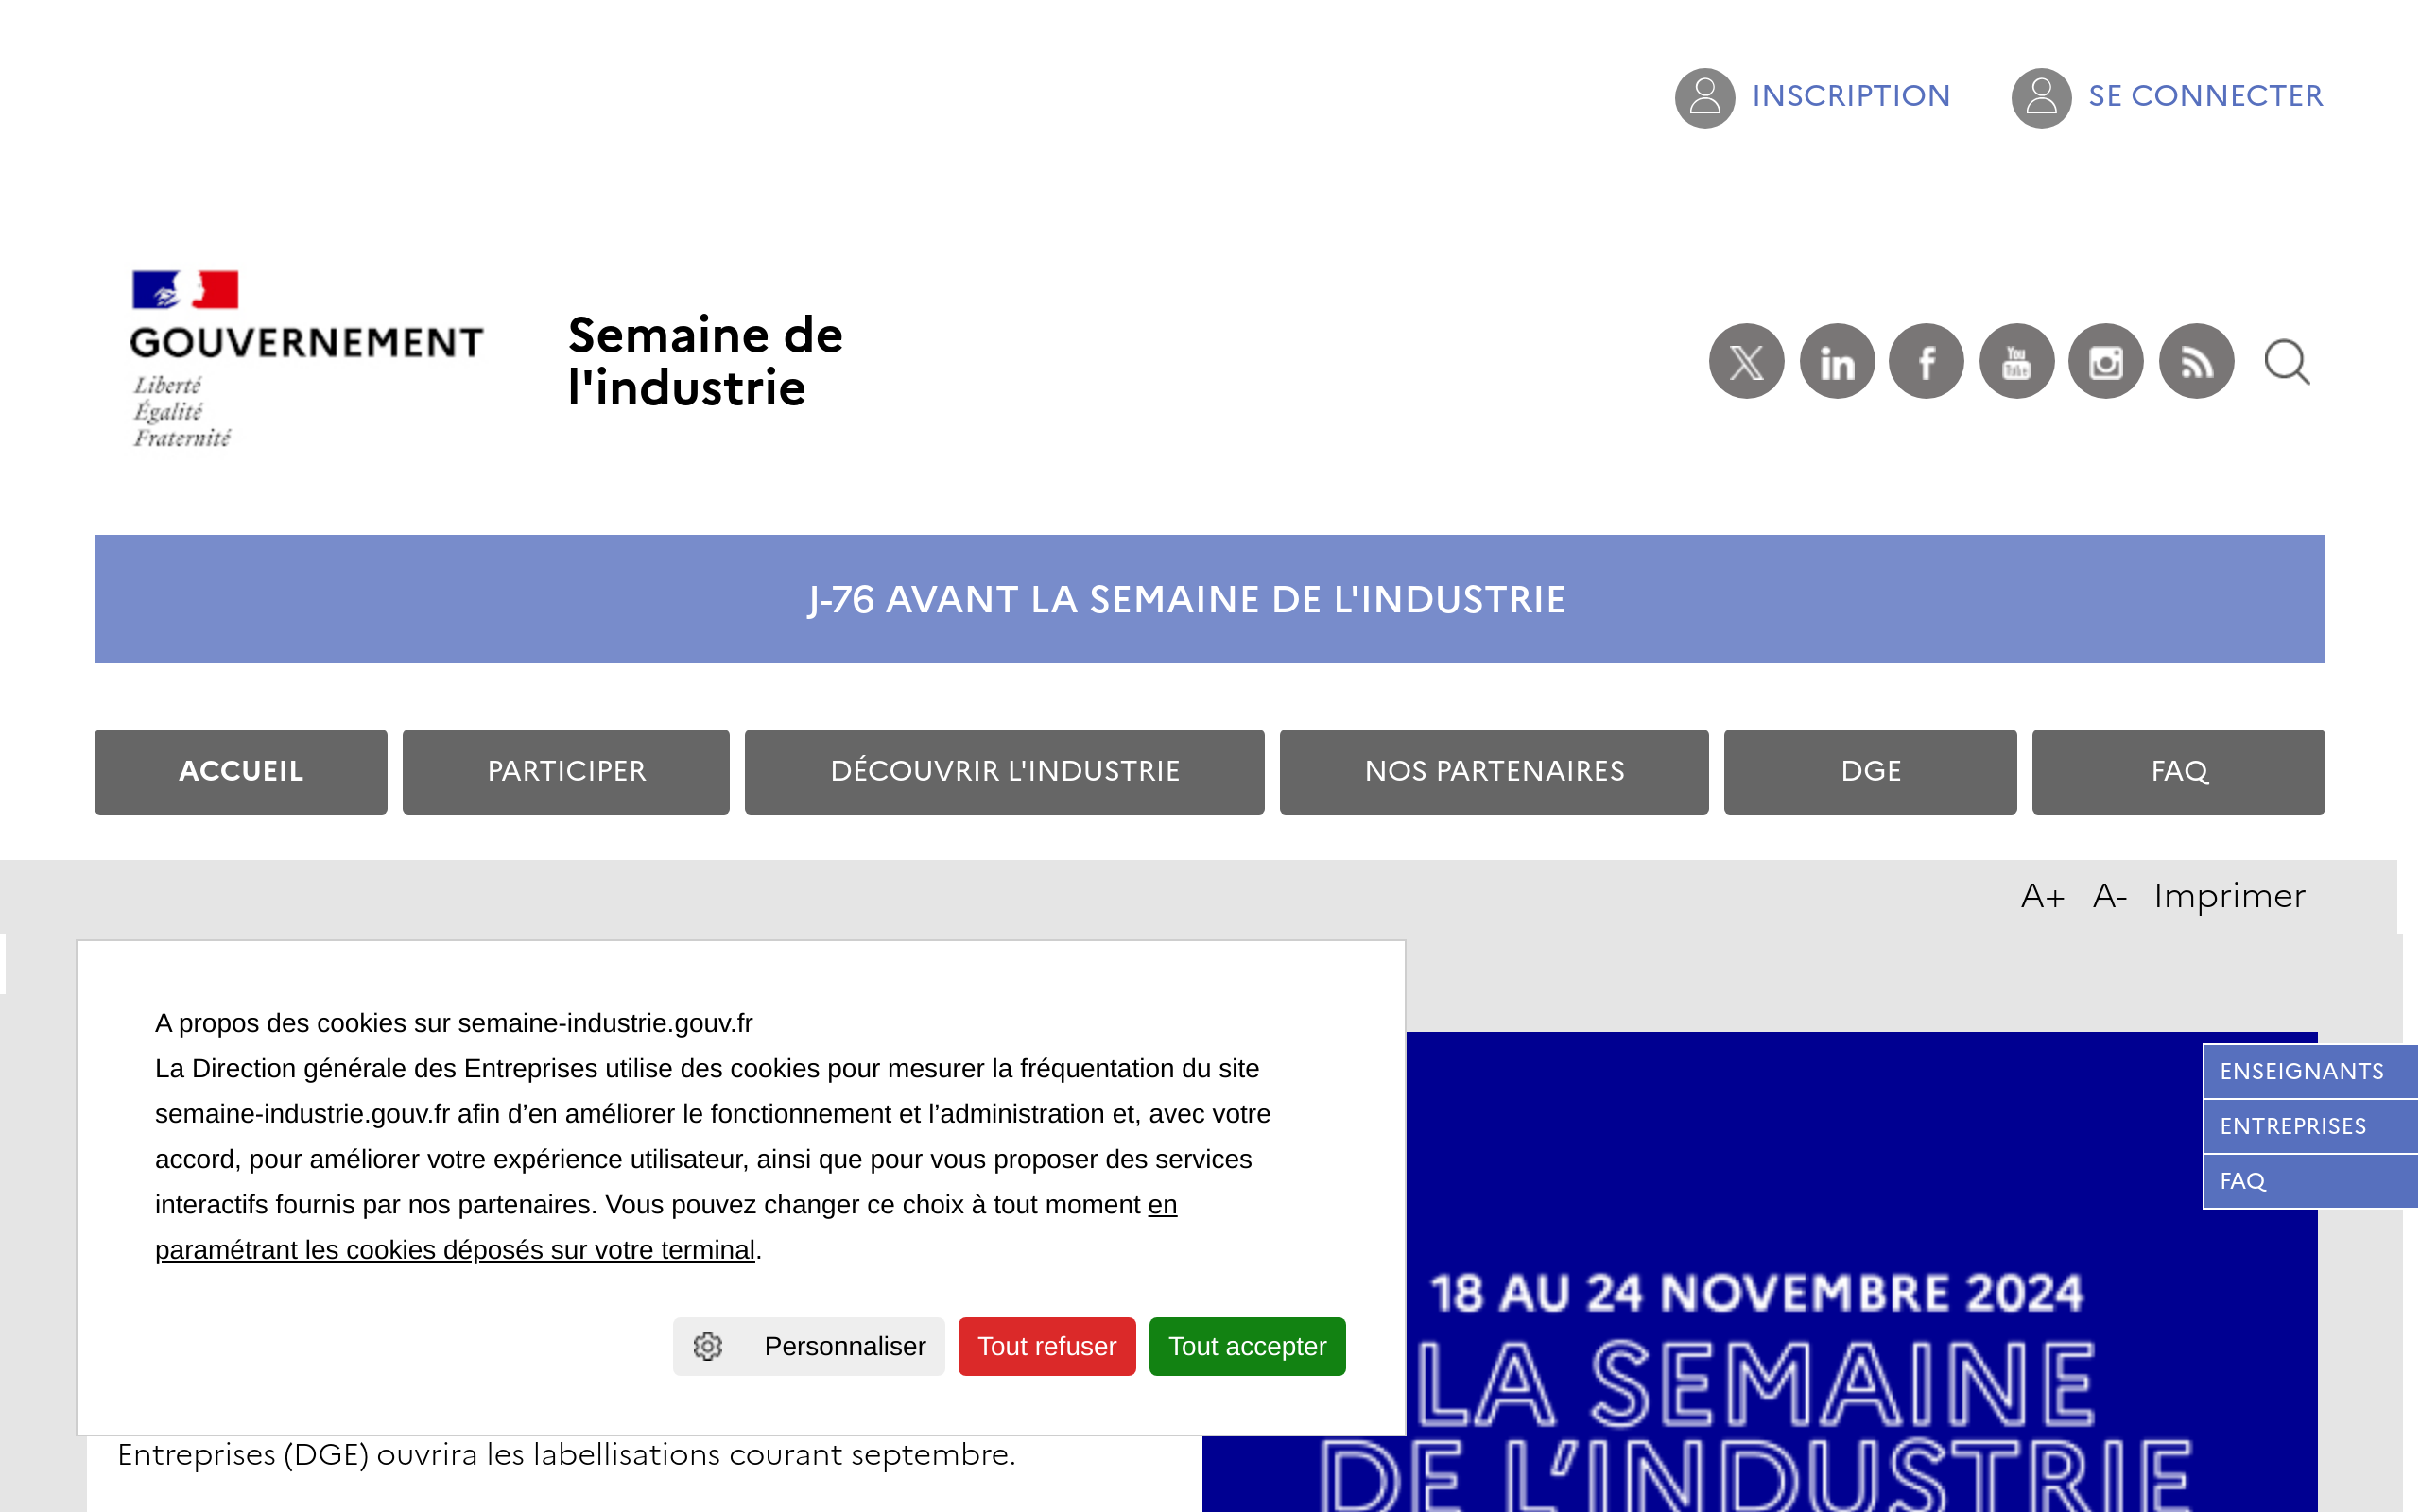 INSCRIPTION
SE CONNECTER
GOUVERNEMENT
Liberté
Égalité
Fraternité
Semaine de
l'industrie
You
Tube
J-76 AVANT LA SEMAINE DE L'INDUSTRIE
ACCUEIL
PARTICIPER
DÉCOUVRIR L'INDUSTRIE
NOS PARTENAIRES
DGE
FAQ
A+ A- Imprimer
A propos des cookies sur semaine-industrie.gouv.fr
La Direction générale des Entreprises utilise des cookies pour mesurer la fréquentation du site
semaine-industrie.gouv.fr afin d’en améliorer le fonctionnement et l’administration et, avec votre
accord, pour améliorer votre expérience utilisateur, ainsi que pour vous proposer des services
interactifs fournis par nos partenaires. Vous pouvez changer ce choix à tout moment en
paramétrant les cookies déposés sur votre terminal.
Personnaliser
Tout refuser
Tout accepter
ENSEIGNANTS
ENTREPRISES
FAQ
18 AU 24 NOVEMBRE 2024
LA SEMAINE
DE L’INDUSTRIE
Entreprises (DGE) ouvrira les labellisations courant septembre.